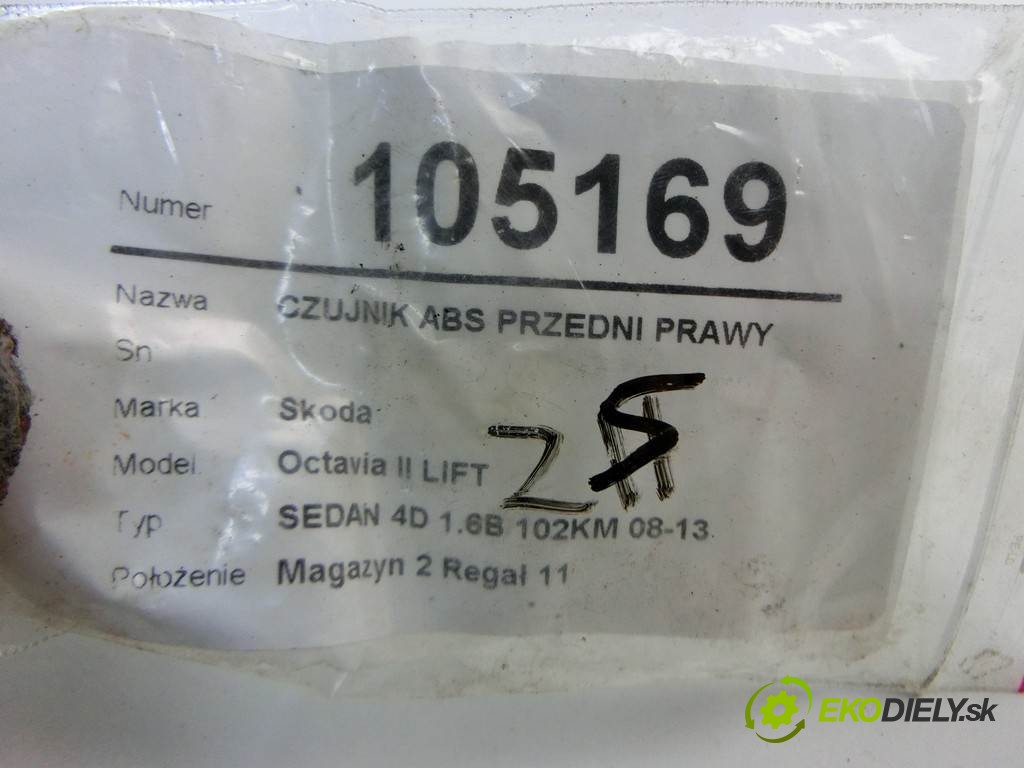 Numer 105169
Nazwa CZUJNIK ABS PRZEDNI PRAWY
Sn
Marka Skoda
Model Octavia II LIFT
Typ SEDAN 4D 1.6B 102KM 08-13
Położenie Magazyn 2 Regał 11
EKODIELY.sk